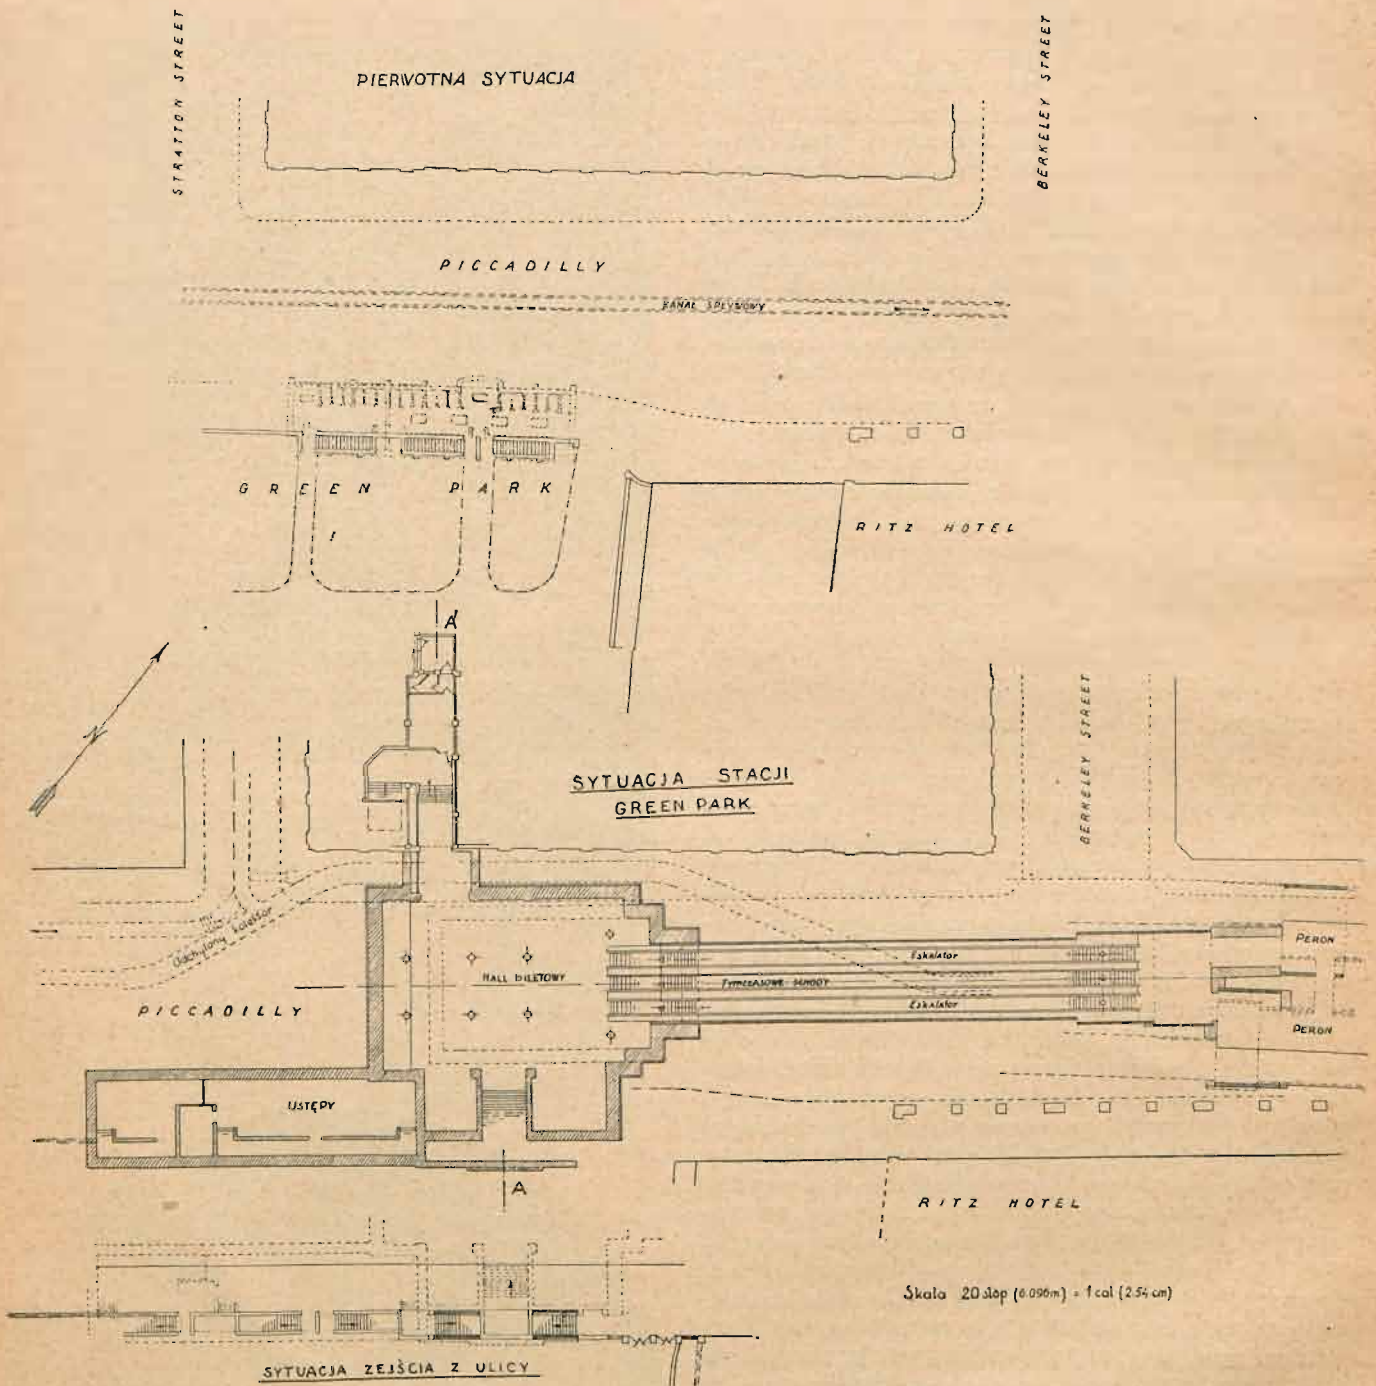 STRATTON STREET
BERKELEY STREET
PIERWOTNA SYTUACJA
PICCADILLY
KANAŁ SPŁYWOWY
GREEN PARK
RITZ HOTEL
A
N
SYTUACJA STACJI
GREEN PARK
BERKELEY STREET
Odchylony kolektor
PICCADILLY
HALL BILETOWY
Eskalator
TYMCZASOWE SCHODY
Eskalator
PERON
PERON
USTĘPY
A
RITZ HOTEL
Skala 20 stóp (6.096m) = 1 cal (2.54 cm)
SYTUACJA ZEJŚCIA Z ULICY